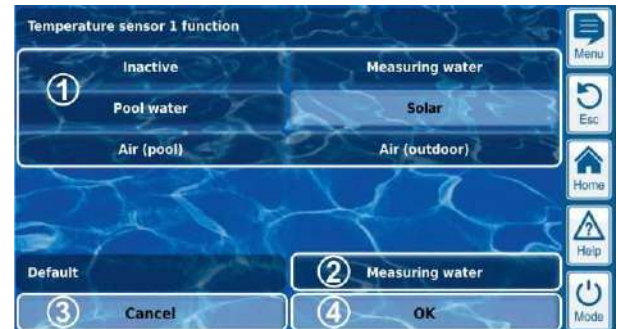 Temperature sensor 1 function
Menu
1
Inactive
Measuring water
Pool water
Solar
Esc
Air (pool)
Air (outdoor)
Home
Help
Default
2 Measuring water
3 Cancel
4 OK
Mode